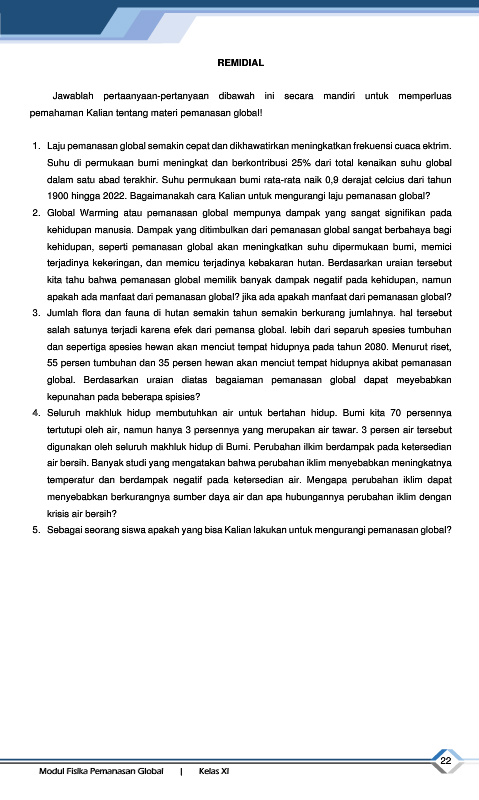 REMIDIAL
Jawablah pertaanyaan-pertanyaan dibawah ini secara mandiri untuk memperluas
pemahaman Kalian tentang materi pemanasan global!
1. Laju pemanasan global semakin cepat dan dikhawatirkan meningkatkan frekuensi cuaca ektrim.
Suhu di permukaan bumi meningkat dan berkontribusi 25% dari total kenaikan suhu global
dalam satu abad terakhir. Suhu permukaan bumi rata-rata naik 0,9 derajat celcius dari tahun
1900 hingga 2022. Bagaimanakah cara Kalian untuk mengurangi laju pemanasan global?
2. Global Warming atau pemanasan global mempunya dampak yang sangat signifikan pada
kehidupan manusia. Dampak yang ditimbulkan dari pemanasan global sangat berbahaya bagi
kehidupan, seperti pemanasan global akan meningkatkan suhu dipermukaan bumi, memici
terjadinya kekeringan, dan memicu terjadinya kebakaran hutan. Berdasarkan uraian tersebut
kita tahu bahwa pemanasan global memilik banyak dampak negatif pada kehidupan, namun
apakah ada manfaat dari pemanasan global? jika ada apakah manfaat dari pemanasan global?
3. Jumlah flora dan fauna di hutan semakin tahun semakin berkurang jumlahnya. hal tersebut
salah satunya terjadi karena efek dari pemansa global. lebih dari separuh spesies tumbuhan
dan sepertiga spesies hewan akan menciut tempat hidupnya pada tahun 2080. Menurut riset,
55 persen tumbuhan dan 35 persen hewan akan menciut tempat hidupnya akibat pemanasan
global. Berdasarkan uraian diatas bagaiaman pemanasan global dapat meyebabkan
kepunahan pada beberapa spisies?
4. Seluruh makhluk hidup membutuhkan air untuk bertahan hidup. Bumi kita 70 persennya
tertutupi oleh air, namun hanya 3 persennya yang merupakan air tawar. 3 persen air tersebut
digunakan oleh seluruh makhluk hidup di Bumi. Perubahan ilkim berdampak pada ketersedian
air bersih. Banyak studi yang mengatakan bahwa perubahan iklim menyebabkan meningkatnya
temperatur dan berdampak negatif pada ketersedian air. Mengapa perubahan iklim dapat
menyebabkan berkurangnya sumber daya air dan apa hubungannya perubahan iklim dengan
krisis air bersih?
5. Sebagai seorang siswa apakah yang bisa Kalian lakukan untuk mengurangi pemanasan global?
22
Modul Fisika Pemanasan Global | Kelas XI